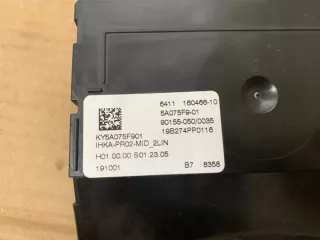 6411 160466-10
5A075F9-01
90155-050/0035
KY5A075F901 19B274PP0116
IHKA-PR02-MID_2LIN
H01.00.00 S01.23.05
191001 B7 8358